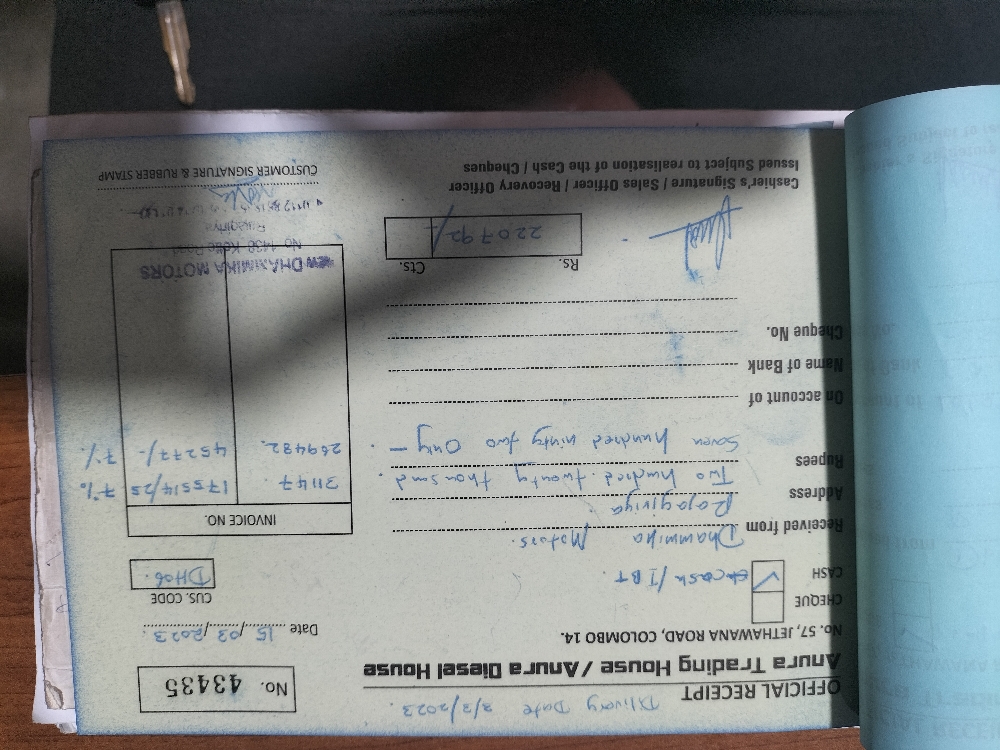 Dilivery Date 3/3/2023.
OFFICIAL RECEIPT
Anura Trading House / Anura Diesel House
No. 57, JETHAWANA ROAD, COLOMBO 14.
No. 43435
Date 15/03/2023
CHEQUE
CASH
cash/IBT
CUS. CODE
DH06.
Received from Dhammika Motors.
Address Rajagiriya
Rupees Two hundred twenty thousand
Seven hundred ninty two Only —
On account of
Name of Bank
Cheque No.
Rs. Cts.
220792/-
INVOICE NO.
31147. 175514/25 7%
269482. 45277/- 7%
NEW DHAMMIKA MOTORS
Cashier's Signature / Sales Officer / Recovery Officer
Issued Subject to realisation of the Cash / Cheques
CUSTOMER SIGNATURE & RUBBER STAMP